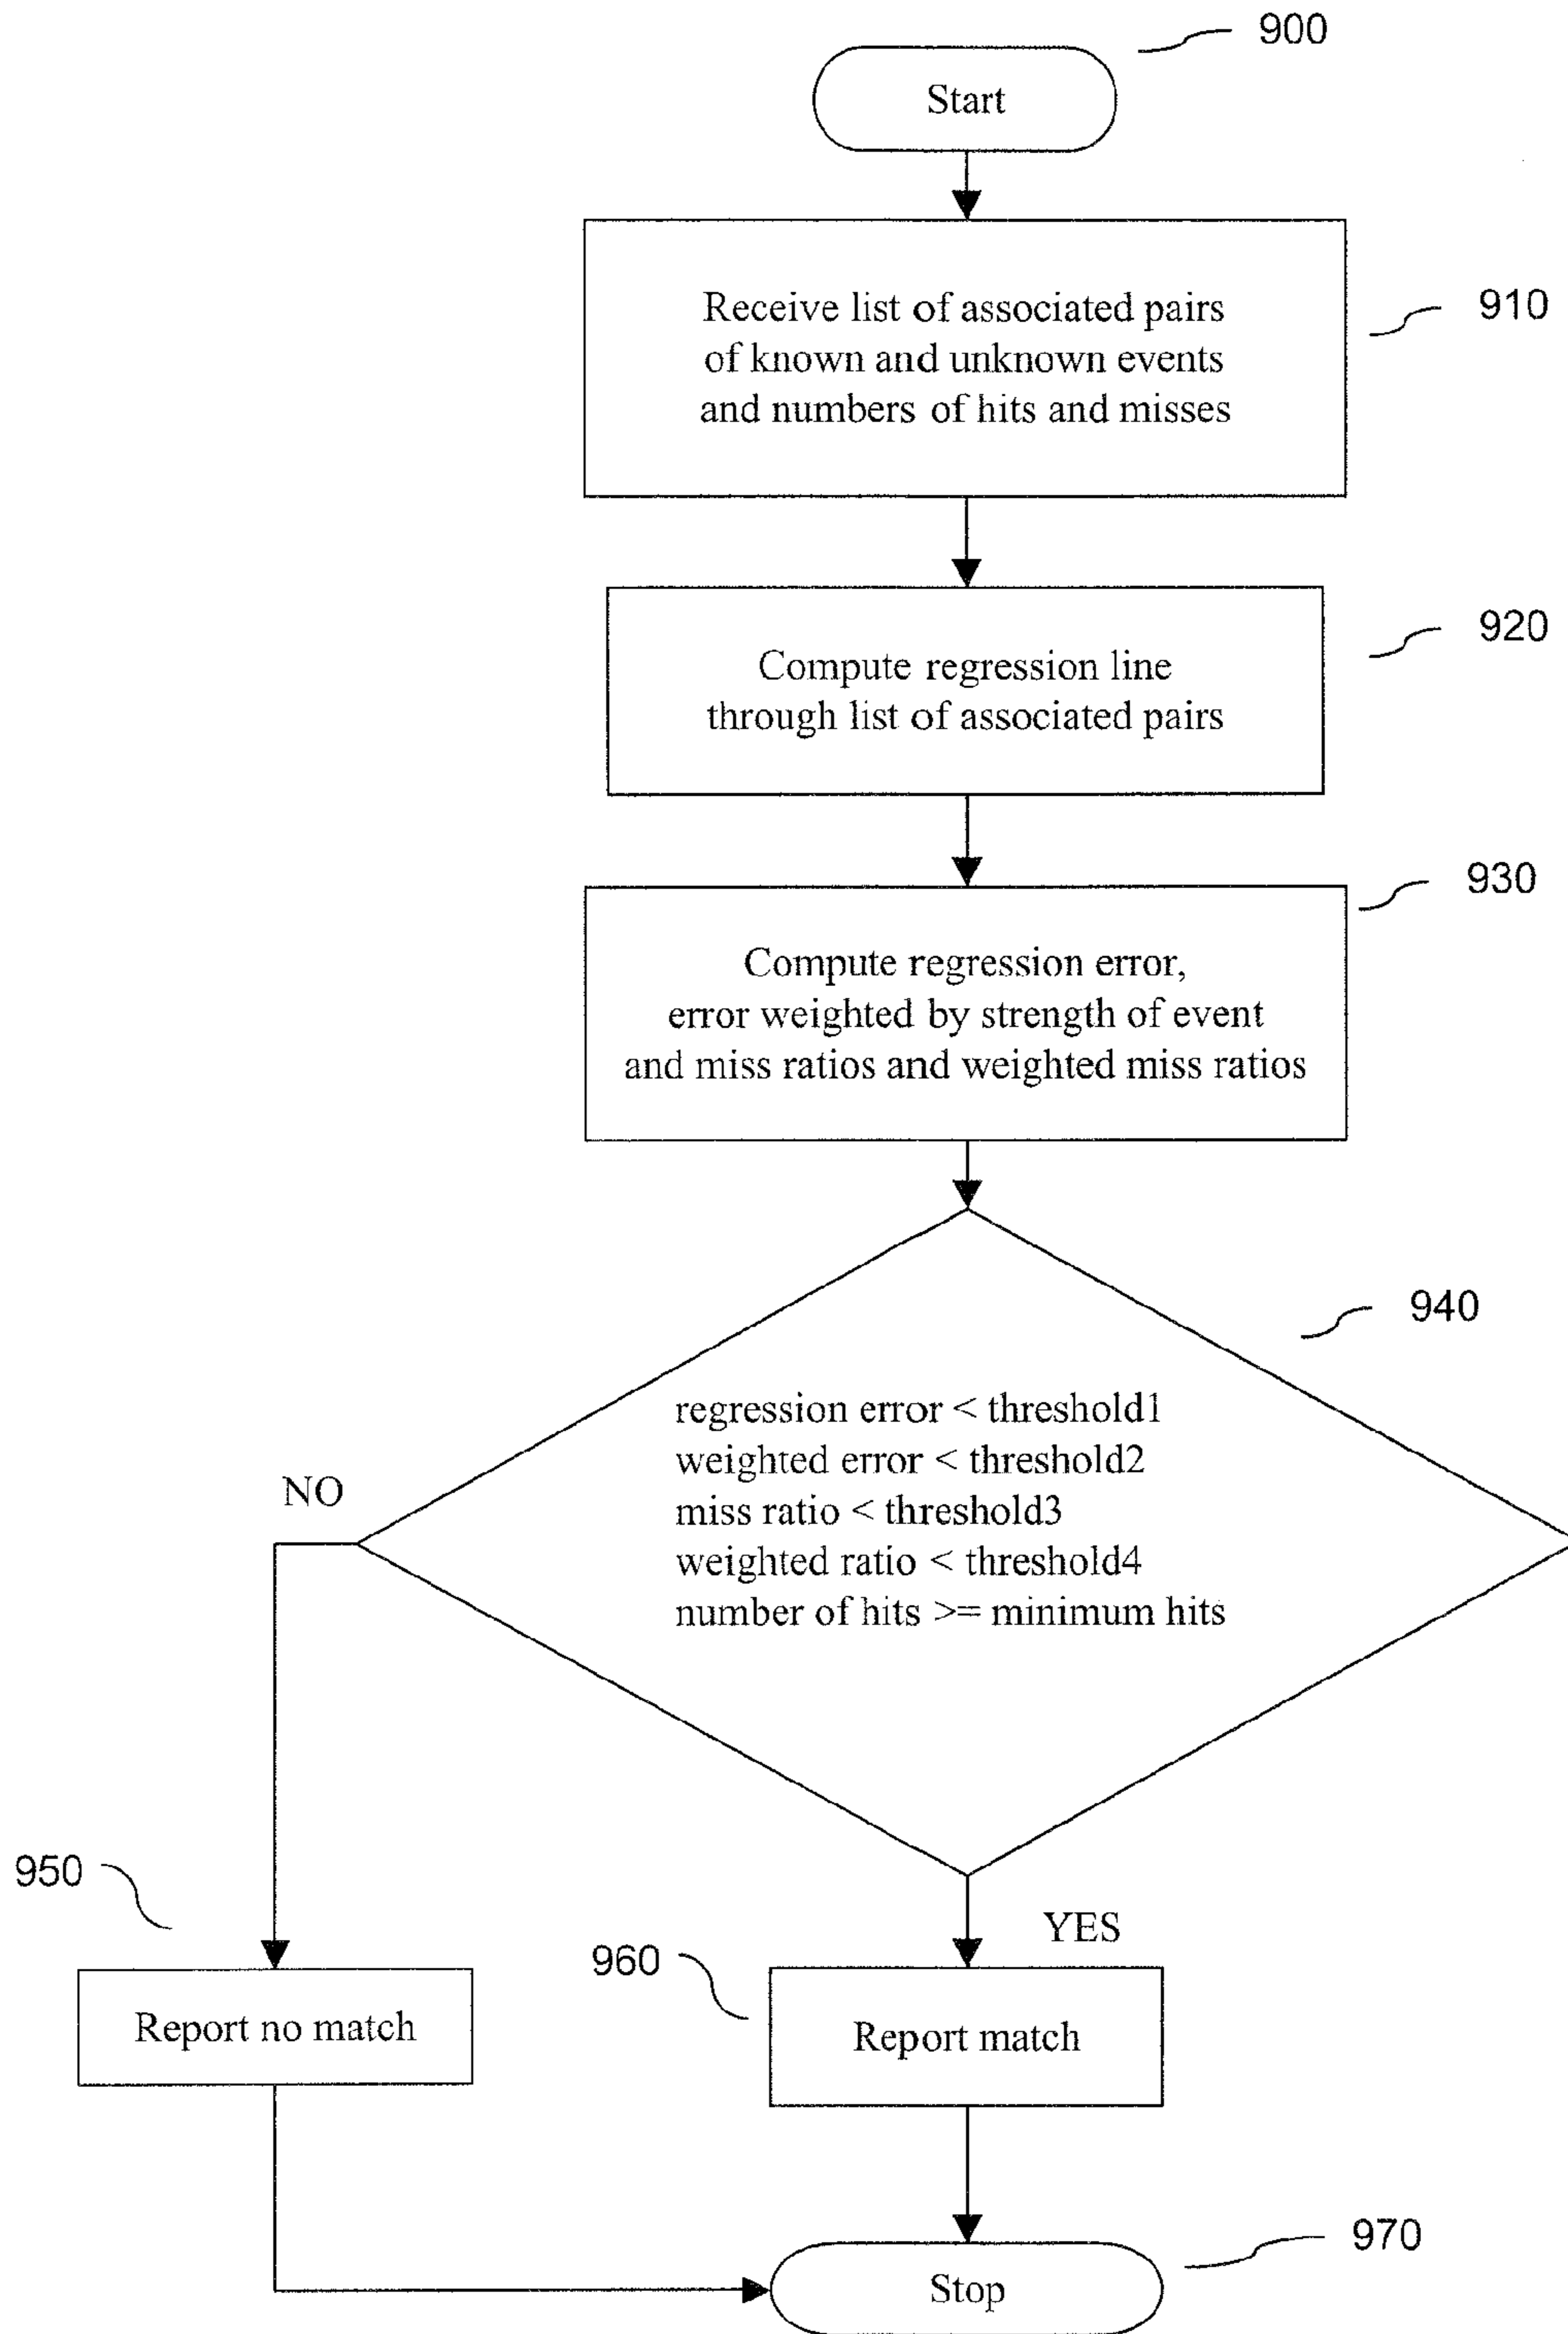 900
Start
Receive list of associated pairs
of known and unknown events
and numbers of hits and misses
910
Compute regression line
through list of associated pairs
920
930
Compute regression error,
error weighted by strength of event
and miss ratios and weighted miss ratios
940
regression error < threshold1
weighted error < threshold2
miss ratio < threshold3
weighted ratio < threshold4
number of hits >= minimum hits
NO
950
YES
960
Report no match
Report match
970
Stop